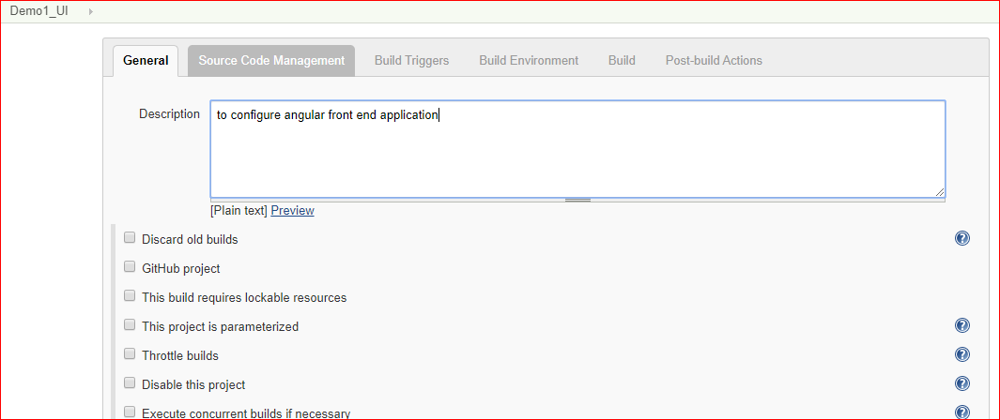 Demo1_UI
General Source Code Management Build Triggers Build Environment Build Post-build Actions
Description to configure angular front end application
[Plain text] Preview
Discard old builds
GitHub project
This build requires lockable resources
This project is parameterized
Throttle builds
Disable this project
Execute concurrent builds if necessary